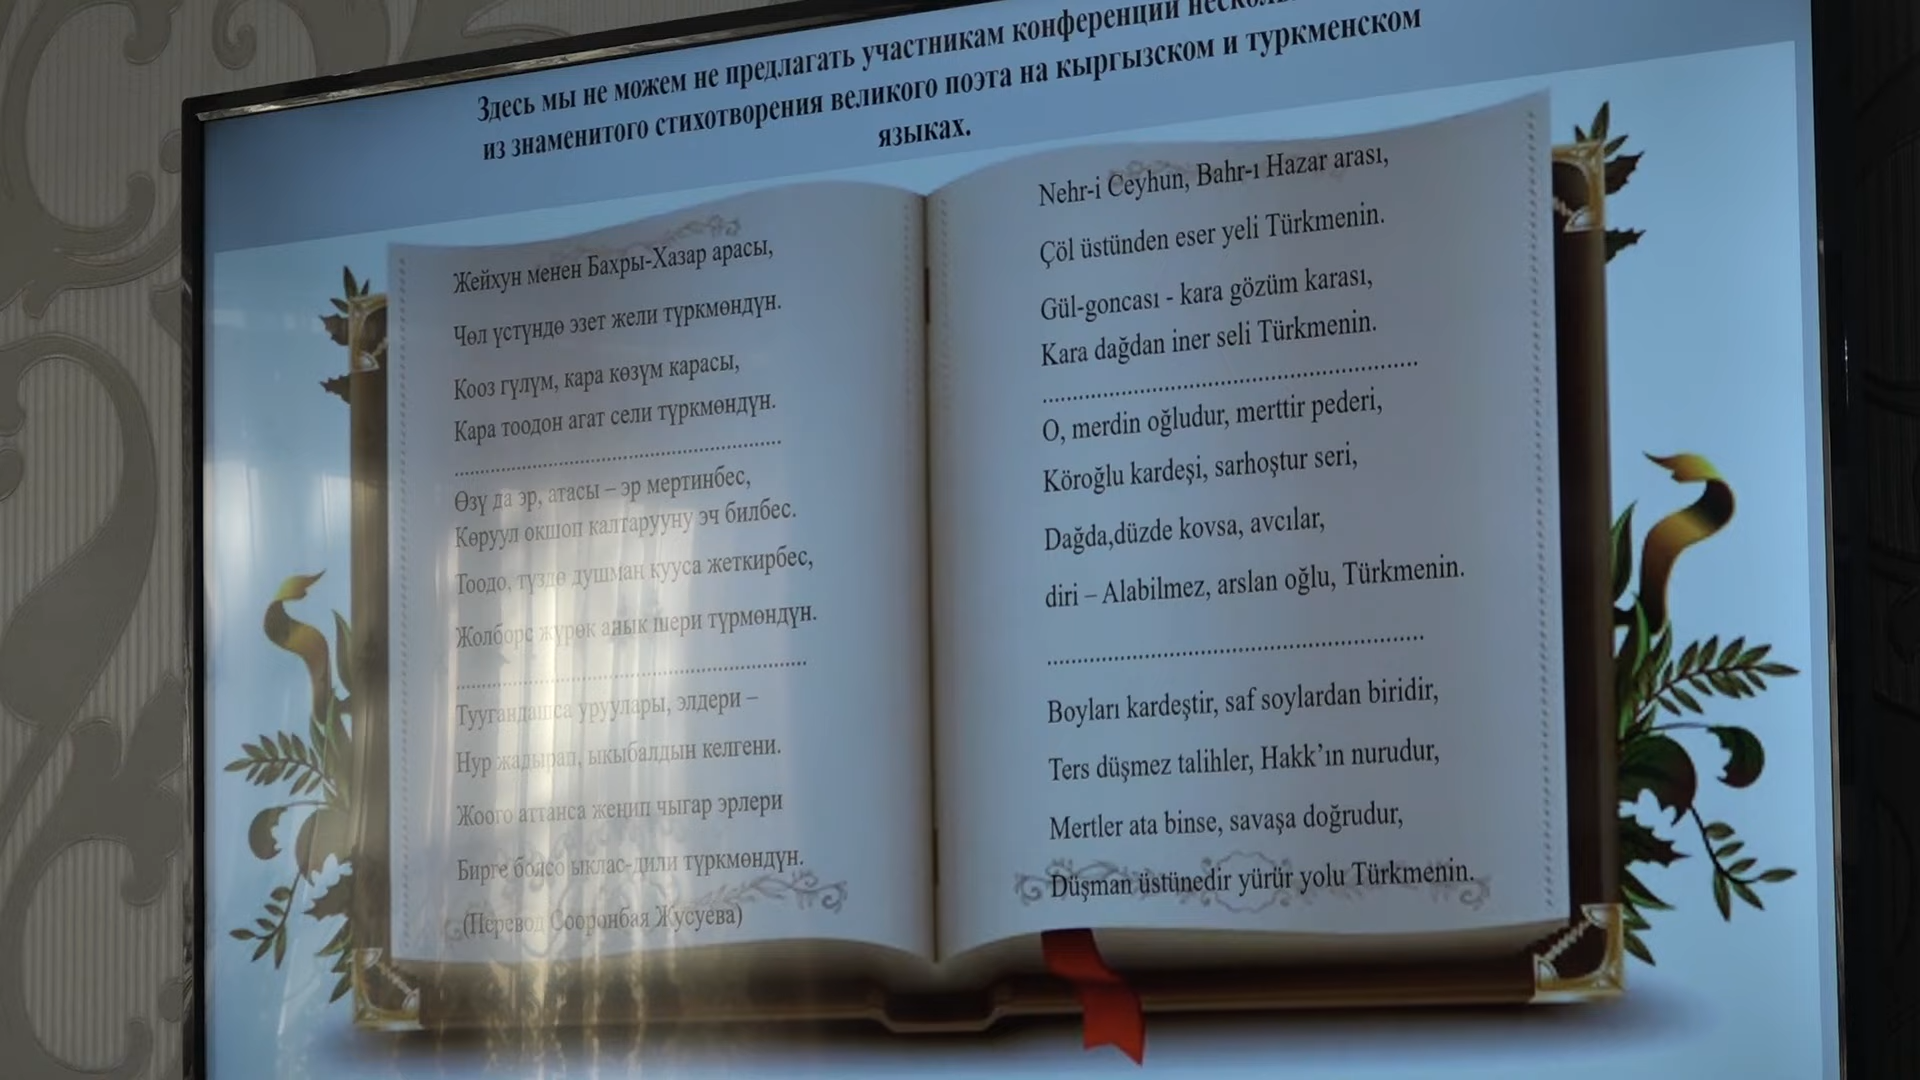 Здесь мы не можем не предлагать участникам конференции
из знаменитого стихотворения великого поэта на кыргызском и туркменском
языках.
Жейхун менен Бахры-Хазар арасы,
Чөл үстүндө эзет жели түркмөндүн.
Кооз гүлүм, кара көзүм карасы,
Кара тоодон агат сели түркмөндүн.
............................................................
Өзү да эр, атасы – эр мертинбес,
Көруул окшоп калтарууну эч билбес.
Тоодо, түздө душман кууса жеткирбес,
Жолборс жүрөк анык шери түрмөндүн.
............................................................
Туугандашса уруулары, элдери –
Нур жадырап, ыкыбалдын келгени.
Жоого аттанса жеңип чыгар эрлери
Бирге болсо ыклас-дили түркмөндүн.
(Перевод Сооронбая Жусуева)
Nehr-i Ceyhun, Bahr-ı Hazar arası,
Çöl üstünden eser yeli Türkmenin.
Gül-goncası - kara gözüm karası,
Kara dağdan iner seli Türkmenin.
............................................................
O, merdin oğludur, merttir pederi,
Köroğlu kardeşi, sarhoştur seri,
Dağda,düzde kovsa, avcılar,
diri – Alabilmez, arslan oğlu, Türkmenin.
............................................................
Boyları kardeştir, saf soylardan biridir,
Ters düşmez talihler, Hakk’ın nurudur,
Mertler ata binse, savaşa doğrudur,
Düşman üstünedir yürür yolu Türkmenin.